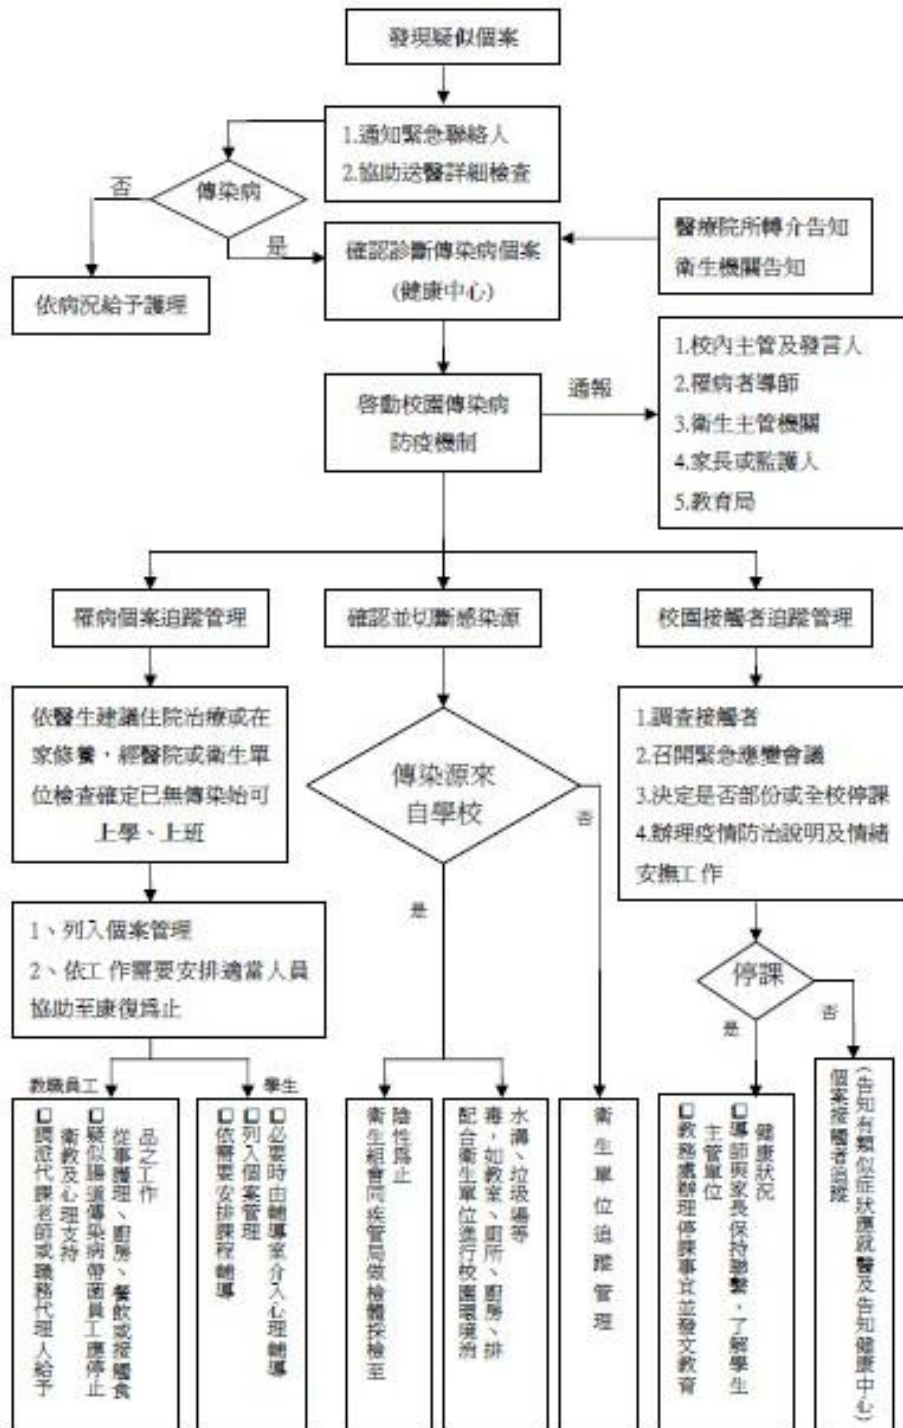 發現疑似個案
1.通知緊急聯絡人
2.協助送醫詳細檢查
傳染病
否
是
依病況給予護理
確認診斷傳染病個案
(健康中心)
醫療院所轉介告知
衛生機關告知
啓動校園傳染病
防疫機制
通報
1.校內主管及發言人
2.罹病者導師
3.衛生主管機關
4.家長或監護人
5.教育局
罹病個案追蹤管理
確認並切斷感染源
校園接觸者追蹤管理
依醫生建議住院治療或在
家修養，經醫院或衛生單
位檢查確定已無傳染始可
上學、上班
傳染源來
自學校
否
是
1.調查接觸者
2.召開緊急應變會議
3.決定是否部份或全校停課
4.辦理疫情防治說明及情緒
安撫工作
1、列入個案管理
2、依工作需要安排適當人員
協助至康復爲止
停課
是
否
教職員工
□調派代課老師或職務代理人給予
衛教及心理支持
□疑似腸道傳染病帶菌員工應停止
從事護理、廚房、餐飲或接觸食
品之工作
學生
□依需要安排課程輔導
□列入個案管理
□必要時由輔導室介入心理輔導
衛生組會同疾管局做檢體採檢至
陰性爲止
配合衛生單位進行校園環境消
毒，如教室、廁所、廚房、排
水溝、垃圾場等
衛生單位追蹤管理
□教務處辦理停課事宜並發文教育
主管單位
□導師與家長保持聯繫，了解學生
健康狀況
個案接觸者追蹤
(告知有類似症狀應就醫及告知健康中心)